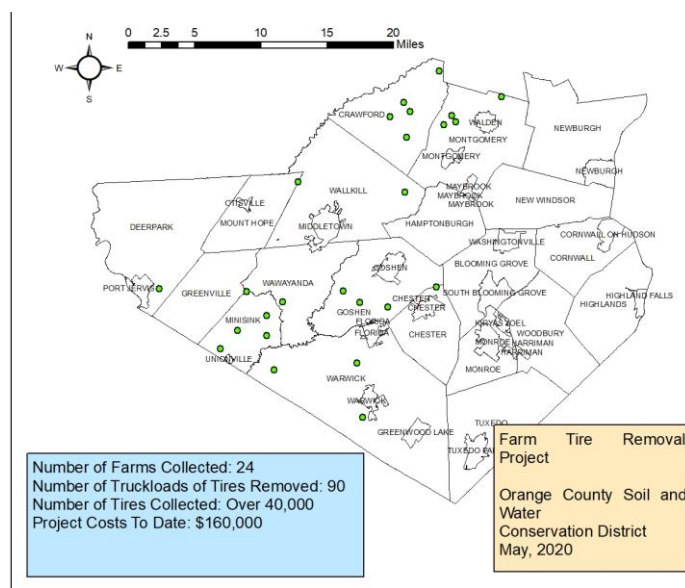 0 2.5 5 10 15 20
Miles
N
W E
S
CRAWFORD
WALDEN
MONTGOMERY
NEWBURGH
MONTGOMERY
NEWBURGH
MAYBROOK
MAYBROOK
MAYBROOK
WALLKILL
OTISVILLE
NEW WINDSOR
DEERPARK
MOUNT HOPE
MIDDLETOWN
HAMPTONBURGH
CORNWALL ON HUDSON
WASHINGTONVILLE
CORNWALL
GOSHEN
BLOOMING GROVE
WAWAYANDA
PORT JERVIS
GREENVILLE
SOUTH BLOOMING GROVE
HIGHLAND FALLS
HIGHLANDS
CHESTER
CHESTER
GOSHEN
MINISINK
FLORIDA
FLORIDA
CHESTER
KIRYAS JOEL
WOODBURY
MONROE
HARRIMAN
HARRIMAN
UNIONVILLE
MONROE
WARWICK
WARWICK
GREENWOOD LAKE
TUXEDO
TUXEDO PA
Number of Farms Collected: 24
Number of Truckloads of Tires Removed: 90
Number of Tires Collected: Over 40,000
Project Costs To Date: $160,000
Farm Tire Removal
Project
Orange County Soil and
Water
Conservation District
May, 2020